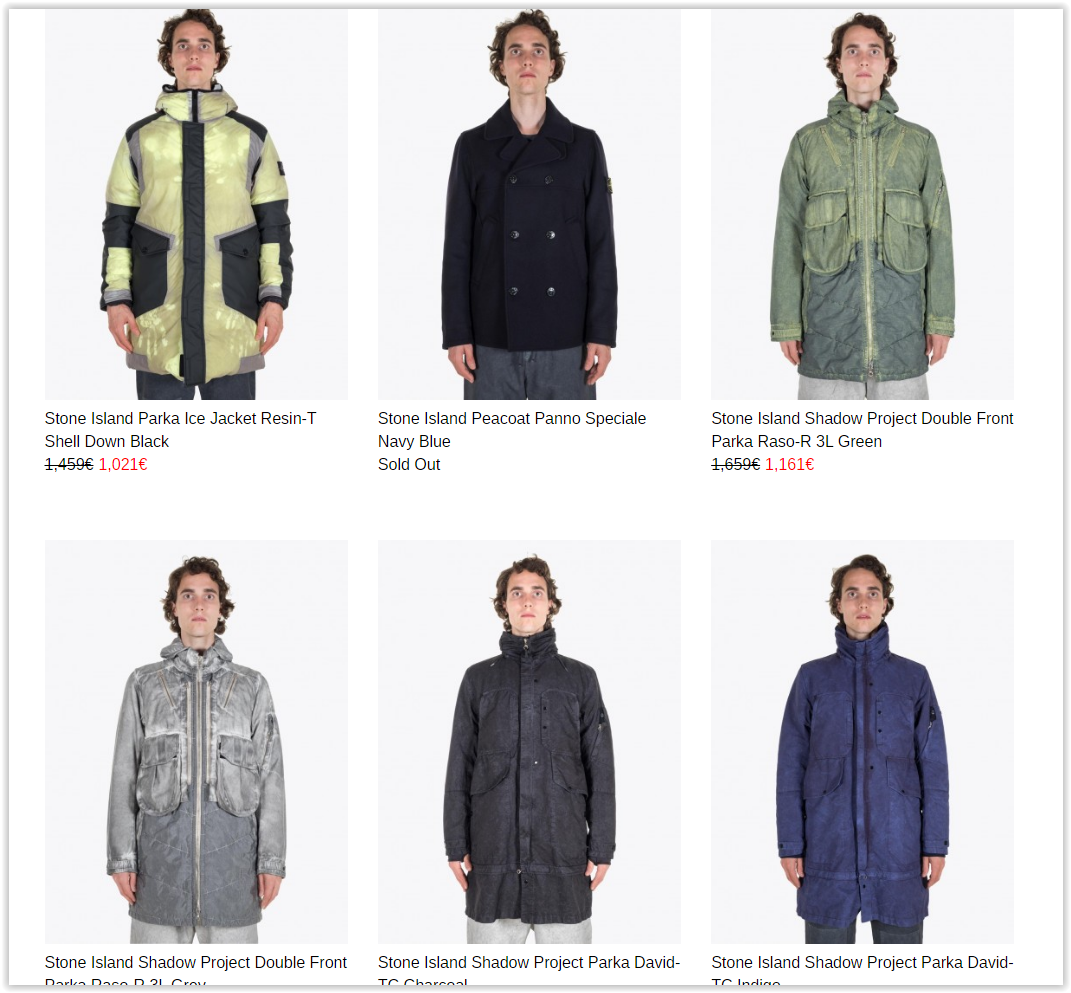 Stone Island Parka Ice Jacket Resin-T
Shell Down Black
1,459€ 1,021€
Stone Island Peacoat Panno Speciale
Navy Blue
Sold Out
Stone Island Shadow Project Double Front
Parka Raso-R 3L Green
1,659€ 1,161€
Stone Island Shadow Project Double Front
Parka Raso-R 3L Grey
Stone Island Shadow Project Parka David-
TC Charcoal
Stone Island Shadow Project Parka David-
TC Indigo